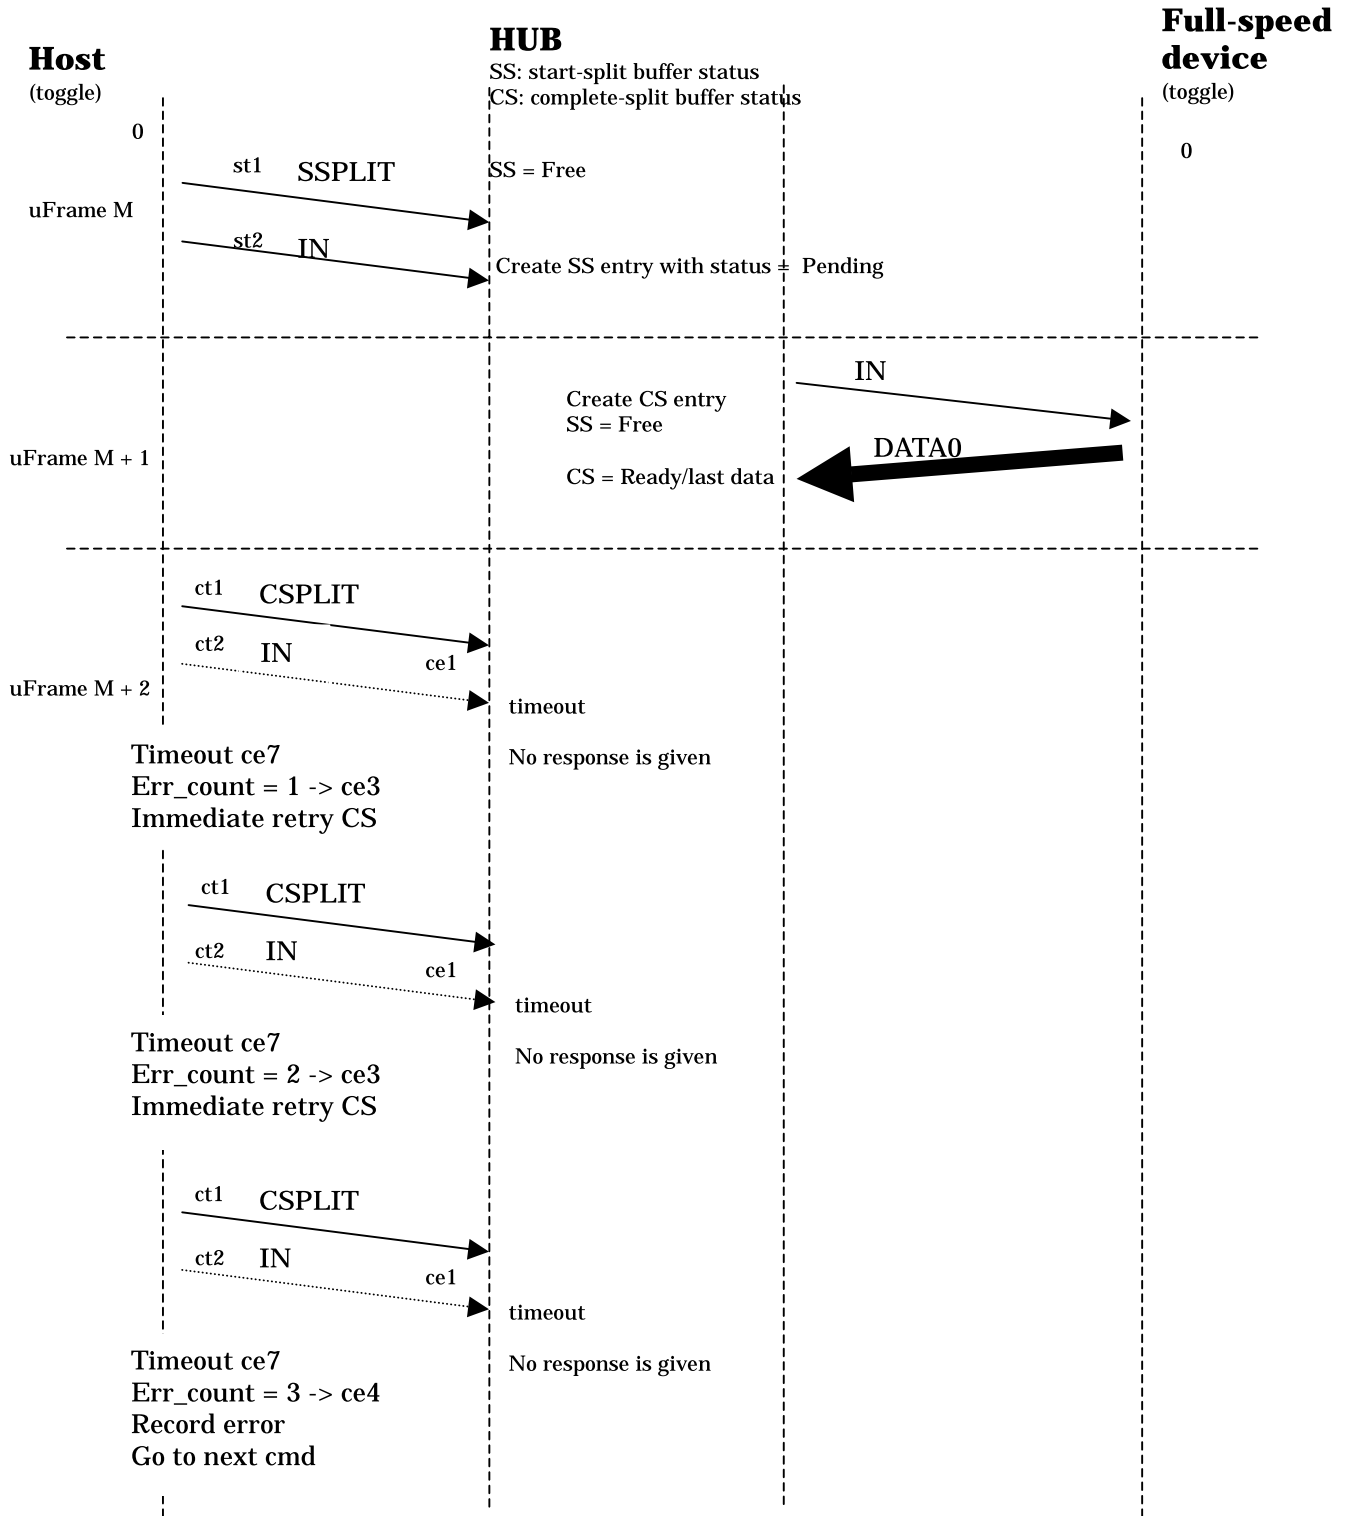 Full-speed
device
(toggle)
HUB
SS: start-split buffer status
CS: complete-split buffer status
Host
(toggle)
0
0
st1 SSPLIT
SS = Free
uFrame M
st2 IN
Create SS entry with status = Pending
IN
Create CS entry
SS = Free
DATA0
uFrame M + 1
CS = Ready/last data
ct1 CSPLIT
ct2 IN
ce1
uFrame M + 2
timeout
No response is given
Timeout ce7
Err_count = 1 -> ce3
Immediate retry CS
ct1 CSPLIT
ct2 IN
ce1
timeout
No response is given
Timeout ce7
Err_count = 2 -> ce3
Immediate retry CS
ct1 CSPLIT
ct2 IN
ce1
timeout
No response is given
Timeout ce7
Err_count = 3 -> ce4
Record error
Go to next cmd